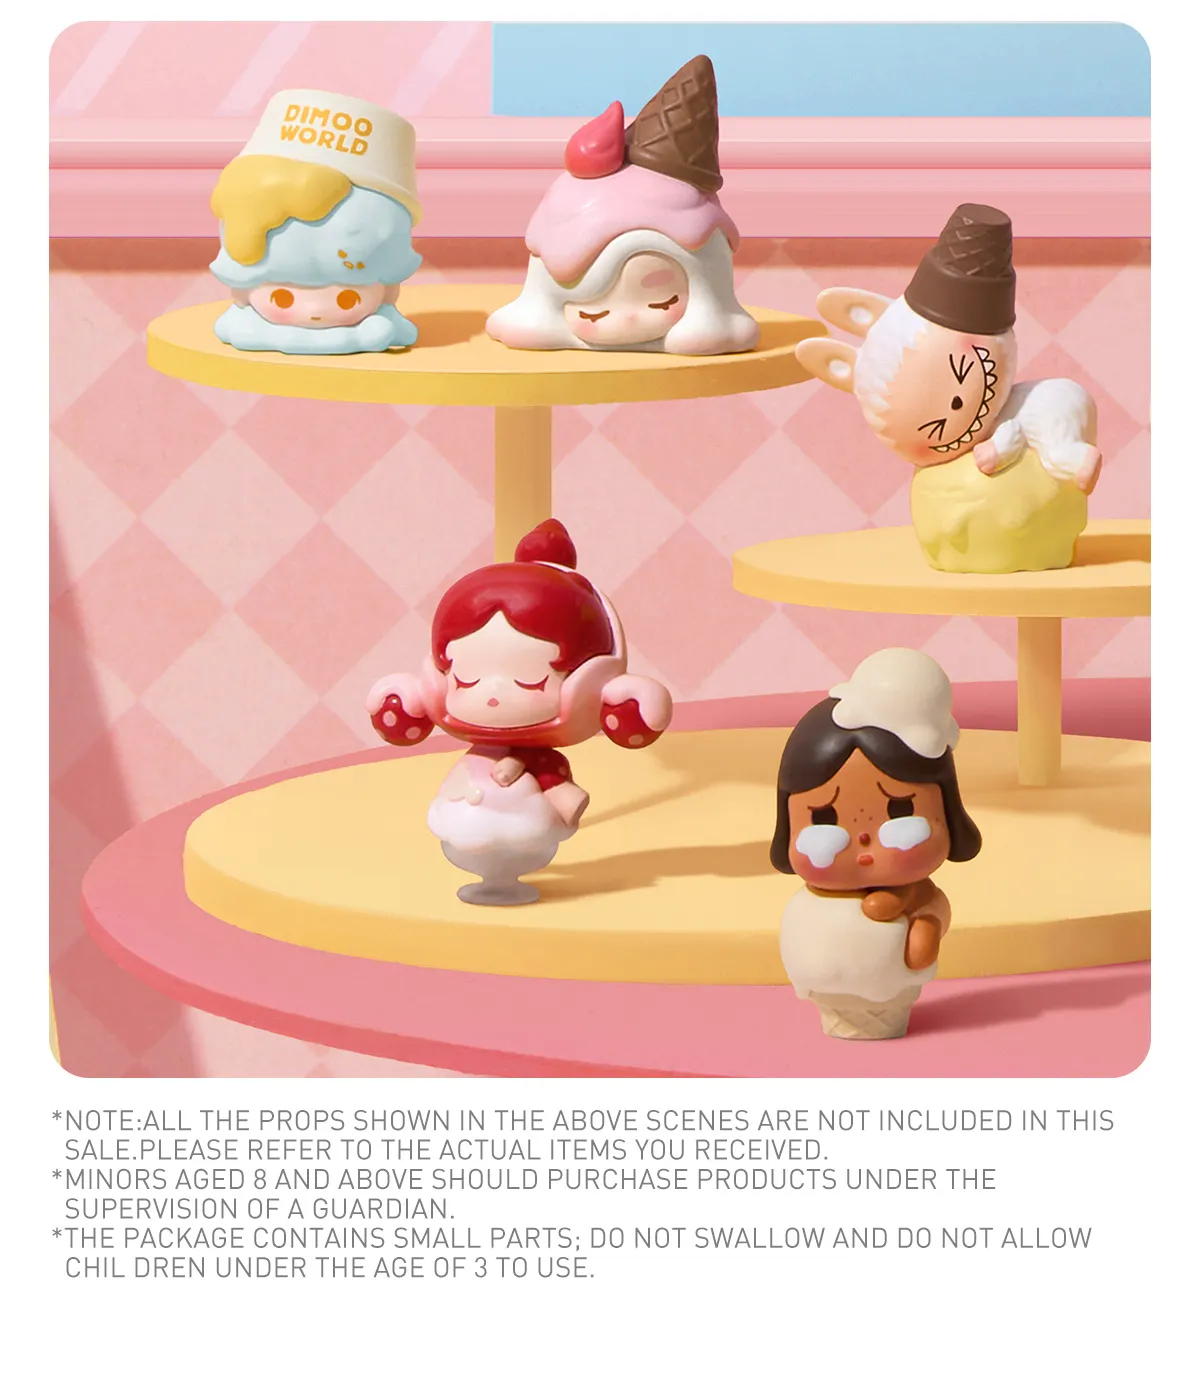 DIMOO
WORLD
*NOTE:ALL THE PROPS SHOWN IN THE ABOVE SCENES ARE NOT INCLUDED IN THIS
SALE.PLEASE REFER TO THE ACTUAL ITEMS YOU RECEIVED.
*MINORS AGED 8 AND ABOVE SHOULD PURCHASE PRODUCTS UNDER THE
SUPERVISION OF A GUARDIAN.
*THE PACKAGE CONTAINS SMALL PARTS; DO NOT SWALLOW AND DO NOT ALLOW
CHIL DREN UNDER THE AGE OF 3 TO USE.